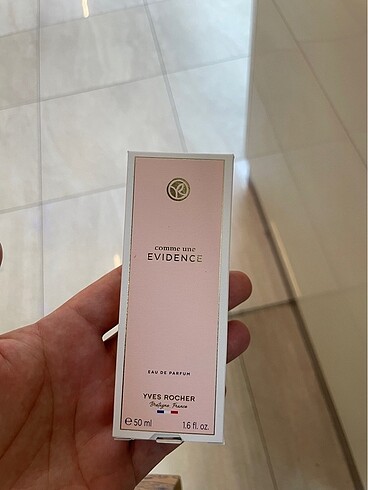 comme une
EVIDENCE
EAU DE PARFUM
YVES ROCHER
Bretagne, France
℮ 50 ml 1.6 fl. oz.